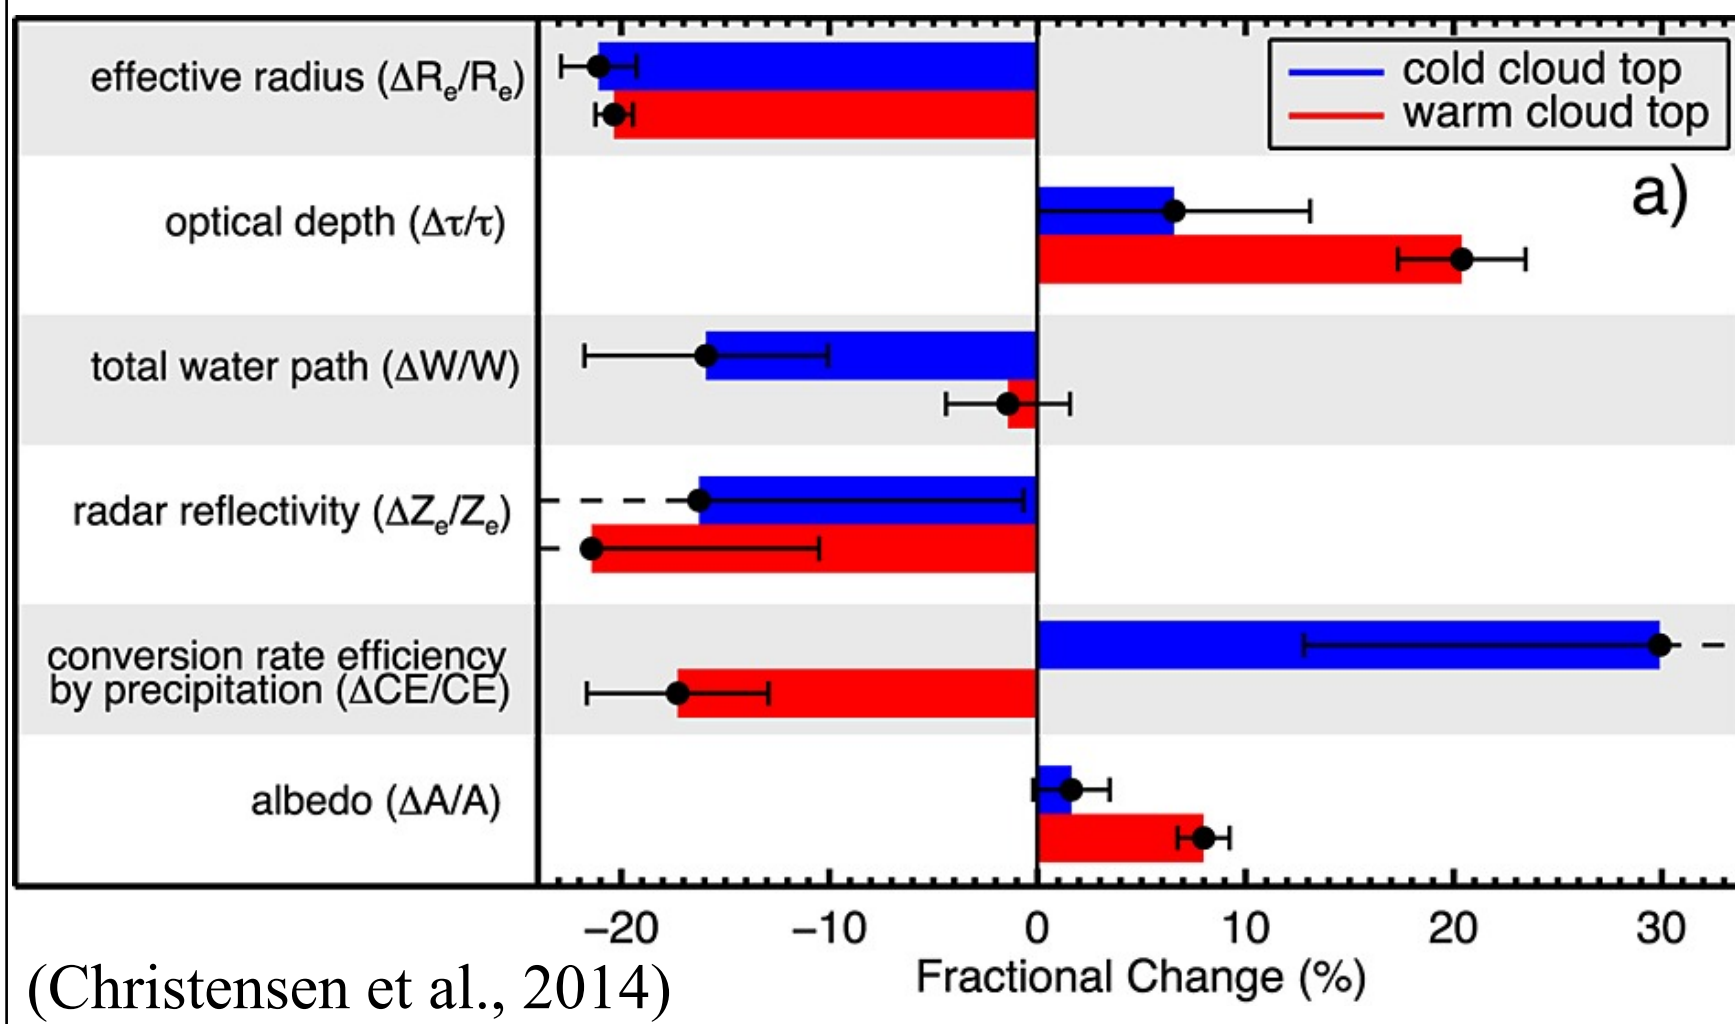 effective radius (ΔRe/Re)
cold cloud top
warm cloud top
a)
optical depth (Δτ/τ)
total water path (ΔW/W)
radar reflectivity (ΔZe/Ze)
conversion rate efficiency
by precipitation (ΔCE/CE)
albedo (ΔA/A)
−20 −10 0 10 20 30
Fractional Change (%)
(Christensen et al., 2014)